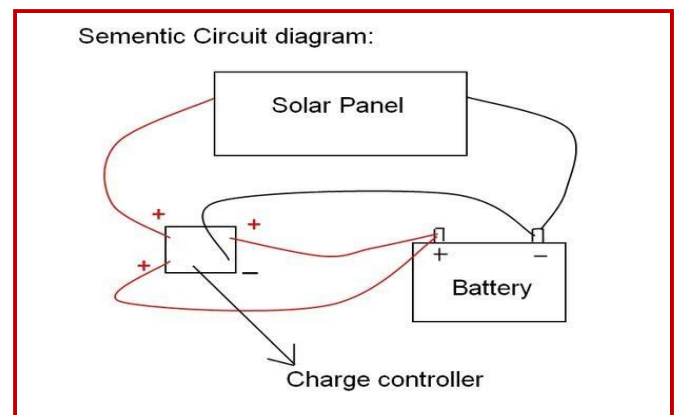 Sementic Circuit diagram:
Solar Panel
+
+
+
−
+ −
Battery
Charge controller